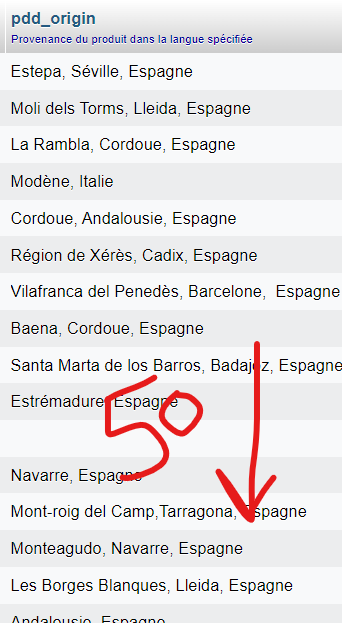 pdd_origin
Provenance du produit dans la langue spécifiée
Estepa, Séville, Espagne
Moli dels Torms, Lleida, Espagne
La Rambla, Cordoue, Espagne
Modène, Italie
Cordoue, Andalousie, Espagne
Région de Xérès, Cadix, Espagne
Vilafranca del Penedès, Barcelone, Espagne
Baena, Cordoue, Espagne
Santa Marta de los Barros, Badajoz, Espagne
Estrémadure, Espagne
50
Navarre, Espagne
Mont-roig del Camp,Tarragona, Espagne
Monteagudo, Navarre, Espagne
Les Borges Blanques, Lleida, Espagne
Andalousie, Espagne